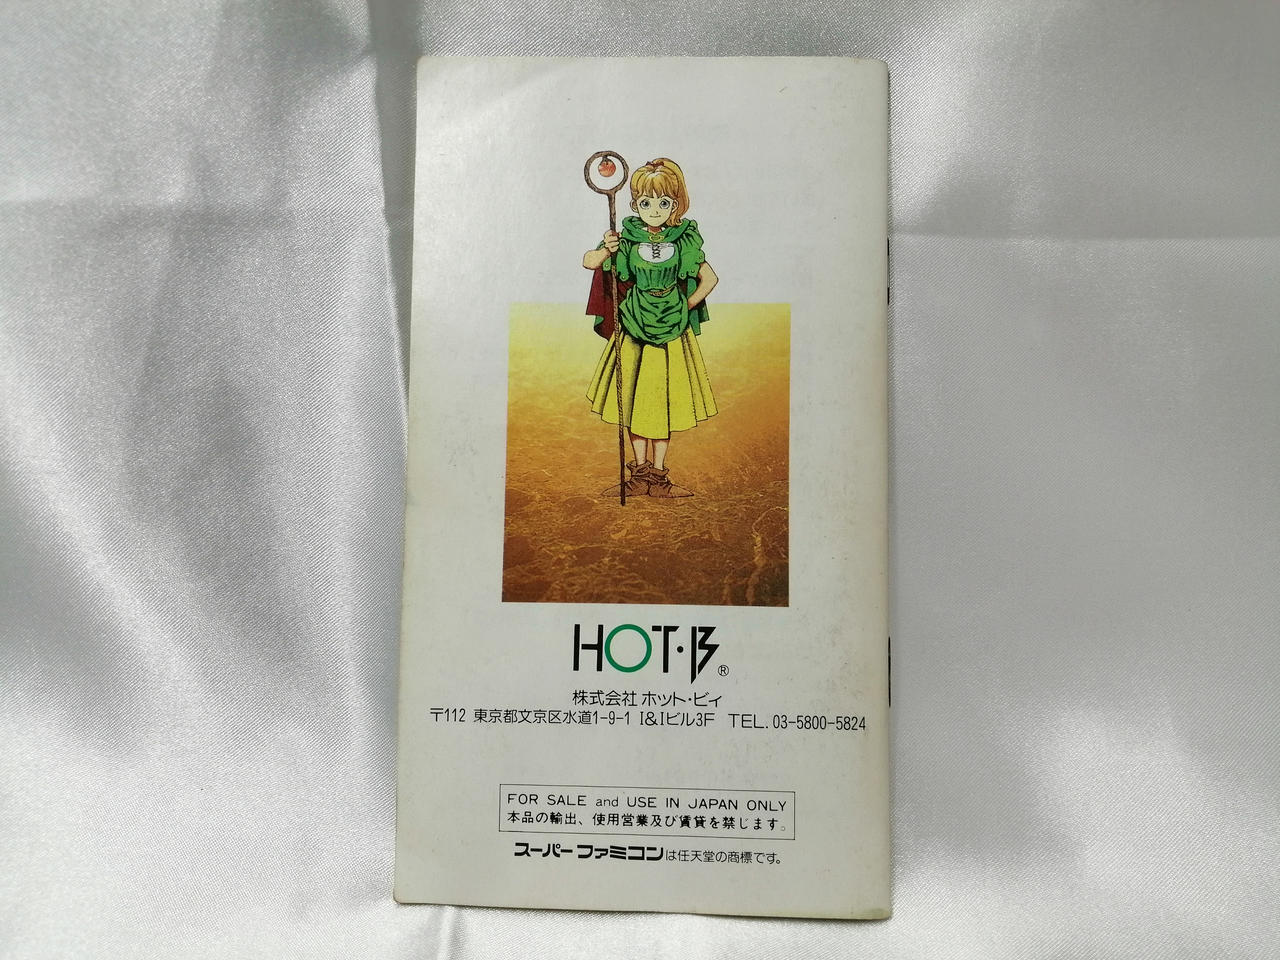 HOT・B®
株式会社 ホット・ビィ
〒112 東京都文京区水道1-9-1 I&Iビル3F TEL. 03-5800-5824
FOR SALE and USE IN JAPAN ONLY
本品の輸出、使用営業及び賃貸を禁じます。
スーパーファミコンは任天堂の商標です。